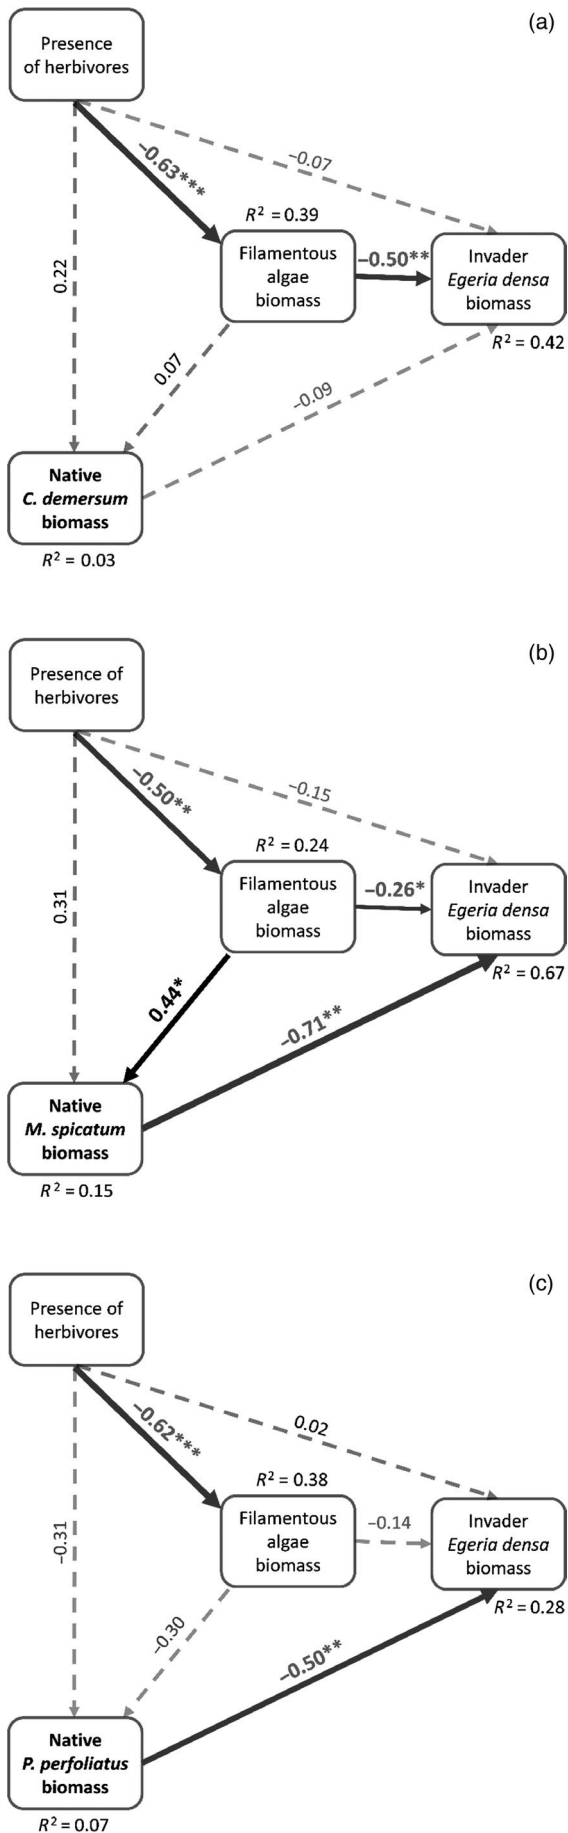 (a)
Presence
of herbivores
−0.63***
−0.07
0.22
R² = 0.39
Filamentous
algae
biomass
−0.50**
Invader
Egeria densa
biomass
R² = 0.42
0.07
−0.09
Native
C. demersum
biomass
R² = 0.03
(b)
Presence of
herbivores
−0.50**
−0.15
0.31
R² = 0.24
Filamentous
algae
biomass
−0.26*
Invader
Egeria densa
biomass
R² = 0.67
0.44*
−0.71**
Native
M. spicatum
biomass
R² = 0.15
(c)
Presence of
herbivores
−0.62***
0.02
−0.31
R² = 0.38
Filamentous
algae
biomass
−0.14
Invader
Egeria densa
biomass
R² = 0.28
−0.30
−0.50**
Native
P. perfoliatus
biomass
R² = 0.07